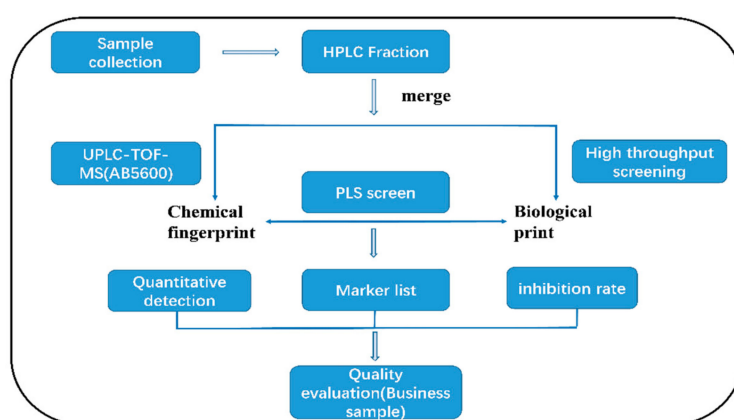 Sample
collection
HPLC Fraction
merge
UPLC-TOF-
MS(AB5600)
High throughput
screening
PLS screen
Chemical
fingerprint
Biological
print
Quantitative
detection
Marker list
inhibition rate
Quality
evaluation(Business
sample)